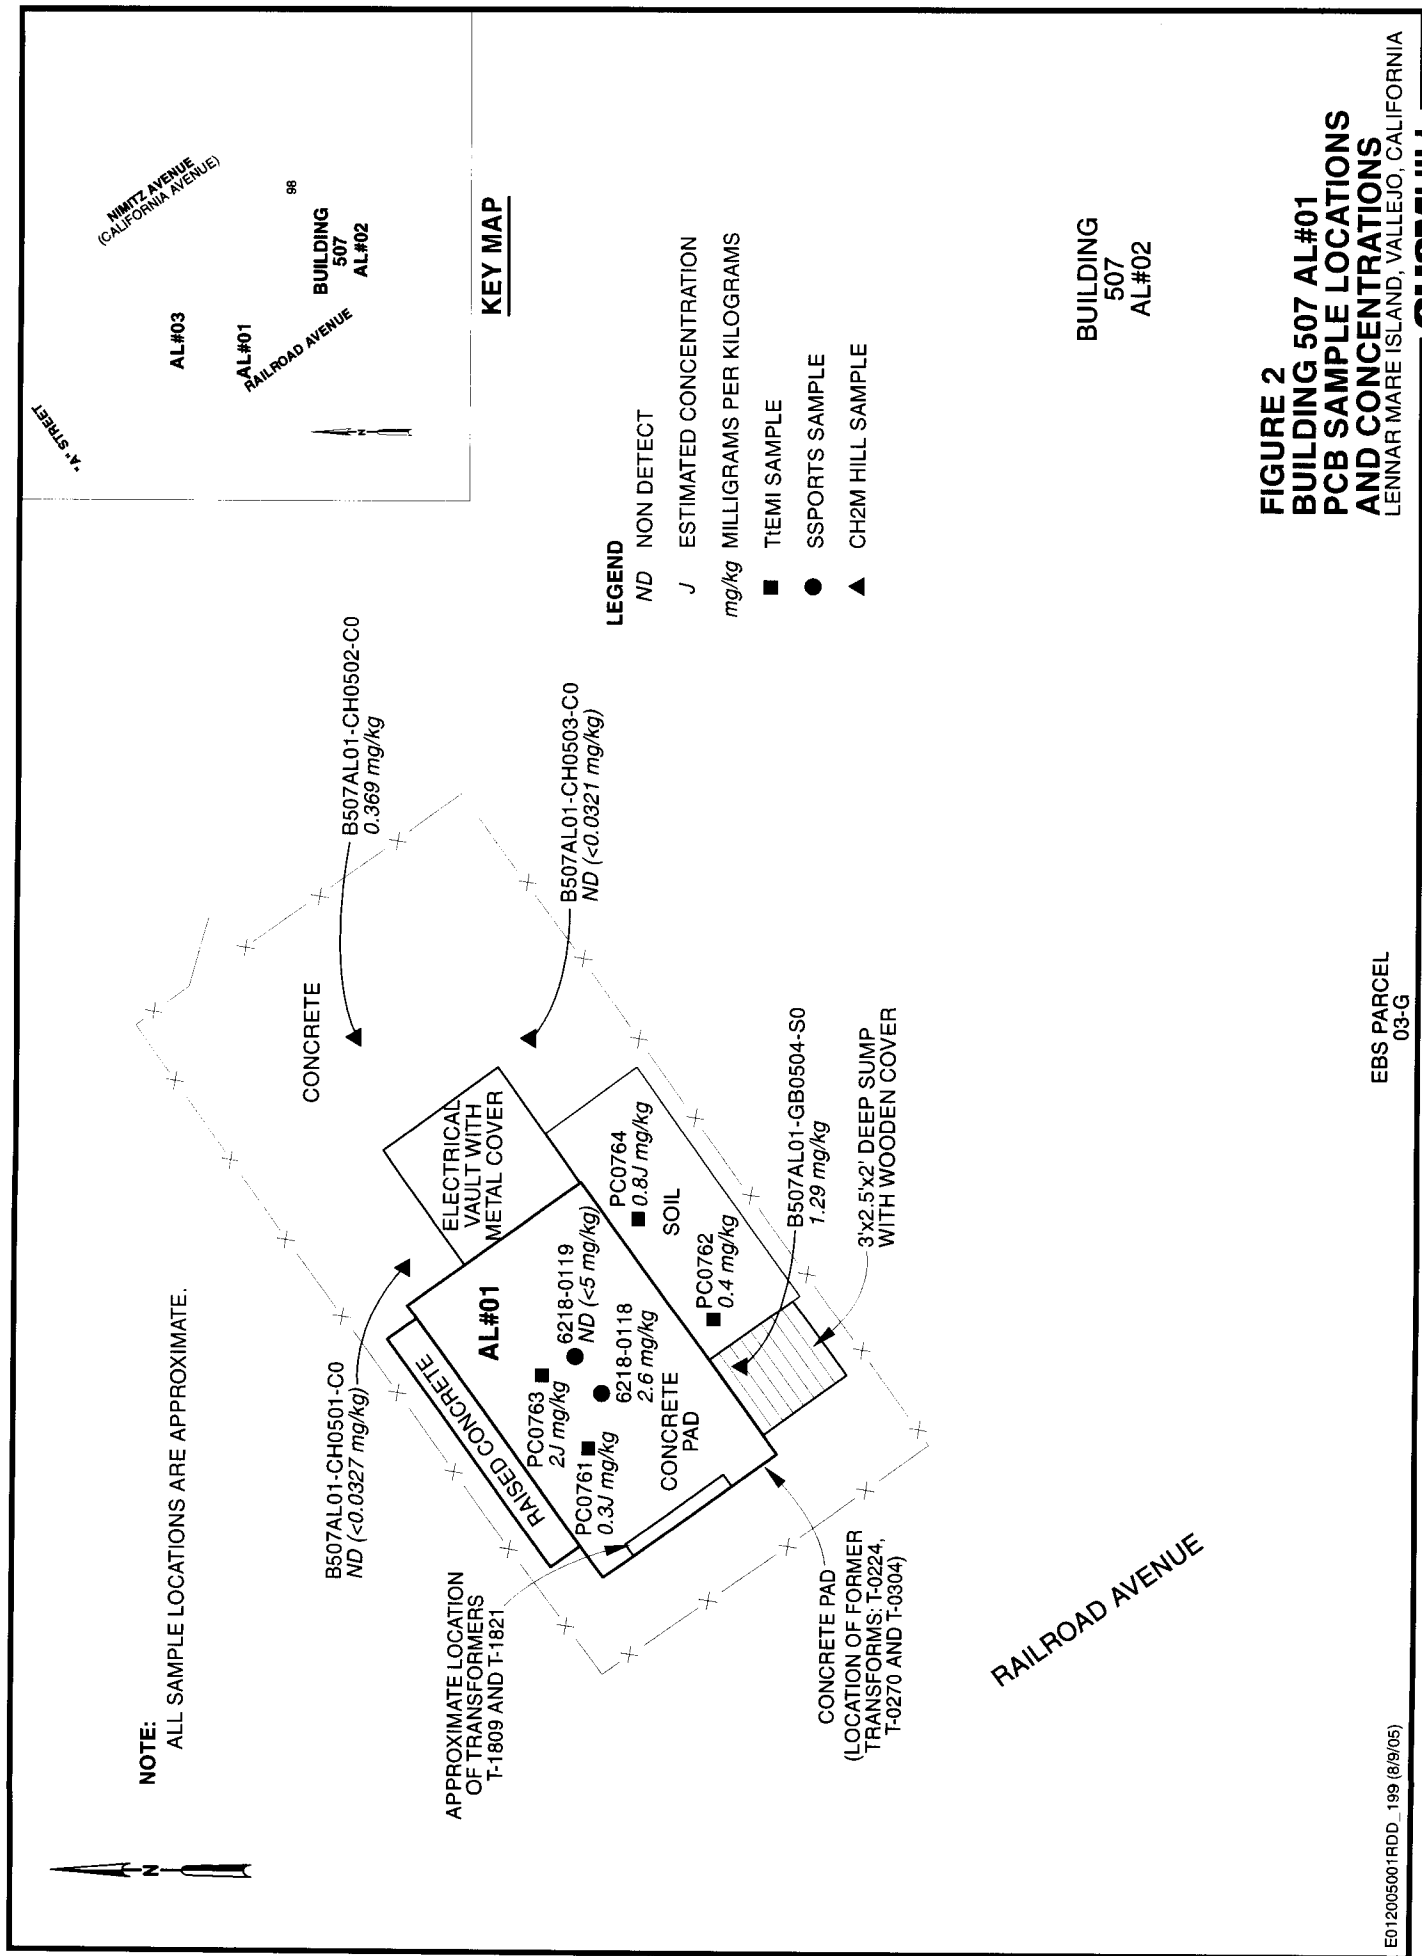 NOTE:
ALL SAMPLE LOCATIONS ARE APPROXIMATE.
N
"A" STREET
NIMITZ AVENUE
(CALIFORNIA AVENUE)
AL#03
AL#01
RAILROAD AVENUE
98
BUILDING
507
AL#02
N
KEY MAP
B507AL01-CH0501-C0
ND (<0.0327 mg/kg)
CONCRETE
B507AL01-CH0502-C0
0.369 mg/kg
B507AL01-CH0503-C0
ND (<0.0321 mg/kg)
APPROXIMATE LOCATION
OF TRANSFORMERS
T-1809 AND T-1821
RAISED CONCRETE
AL#01
ELECTRICAL
VAULT WITH
METAL COVER
PC0763
2J mg/kg
6218-0119
ND (<5 mg/kg)
PC0761
0.3J mg/kg
6218-0118
2.6 mg/kg
CONCRETE
PAD
PC0764
0.8J mg/kg
SOIL
PC0762
0.4 mg/kg
B507AL01-GB0504-S0
1.29 mg/kg
3'x2.5'x2' DEEP SUMP
WITH WOODEN COVER
CONCRETE PAD
(LOCATION OF FORMER
TRANSFORMS: T-0224,
T-0270 AND T-0304)
RAILROAD AVENUE
LEGEND
ND NON DETECT
J ESTIMATED CONCENTRATION
mg/kg MILLIGRAMS PER KILOGRAMS
TtEMI SAMPLE
SSPORTS SAMPLE
CH2M HILL SAMPLE
BUILDING
507
AL#02
EBS PARCEL
03-G
E012005001RDD_199 (8/9/05)
FIGURE 2
BUILDING 507 AL#01
PCB SAMPLE LOCATIONS
AND CONCENTRATIONS
LENNAR MARE ISLAND, VALLEJO, CALIFORNIA